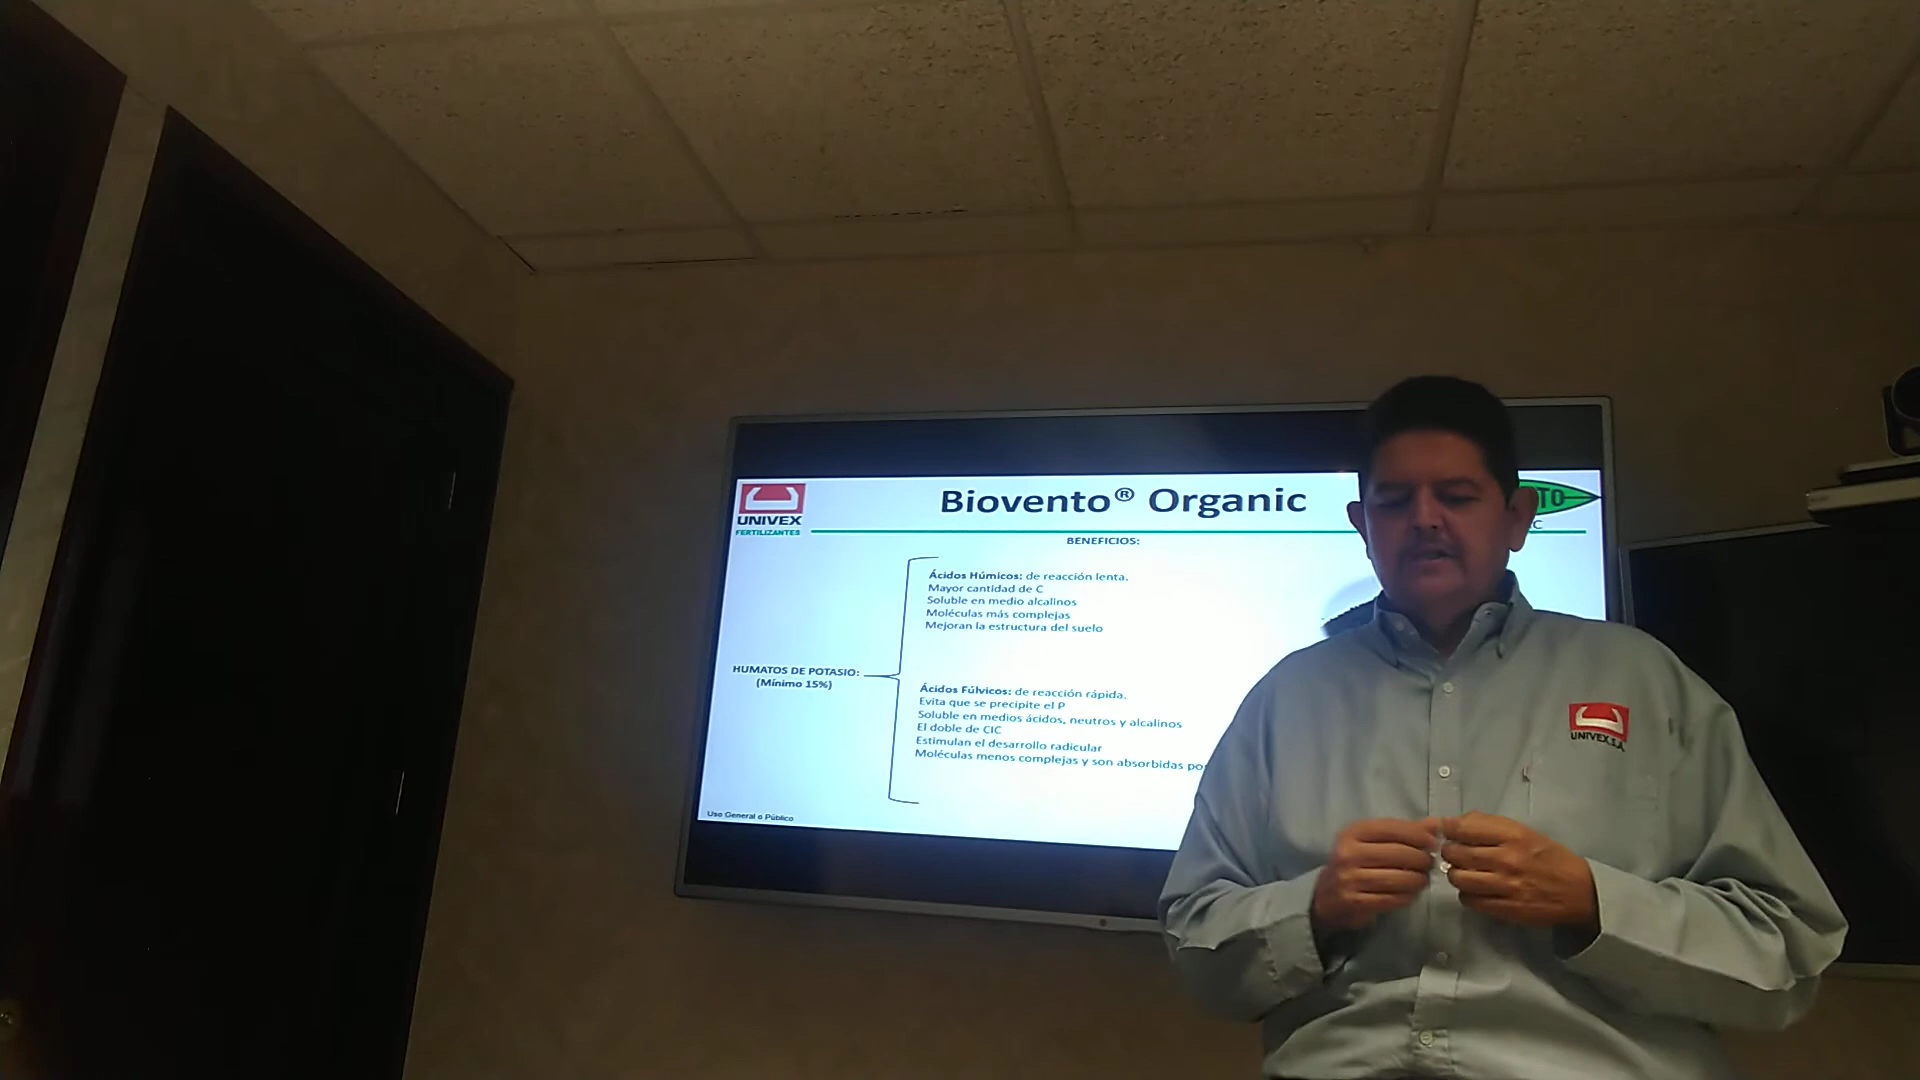 UNIVEX
FERTILIZANTES
Biovento® Organic
TO
C
BENEFICIOS:
Ácidos Húmicos: de reacción lenta.
Mayor cantidad de C
Soluble en medio alcalinos
Moléculas más complejas
Mejoran la estructura del suelo
HUMATOS DE POTASIO:
(Mínimo 15%)
Ácidos Fúlvicos: de reacción rápida.
Evita que se precipite el P
Soluble en medios ácidos, neutros y alcalinos
El doble de CIC
Estimulan el desarrollo radicular
Moléculas menos complejas y son absorbidas po
Uso General o Público
UNIVEX S.A.